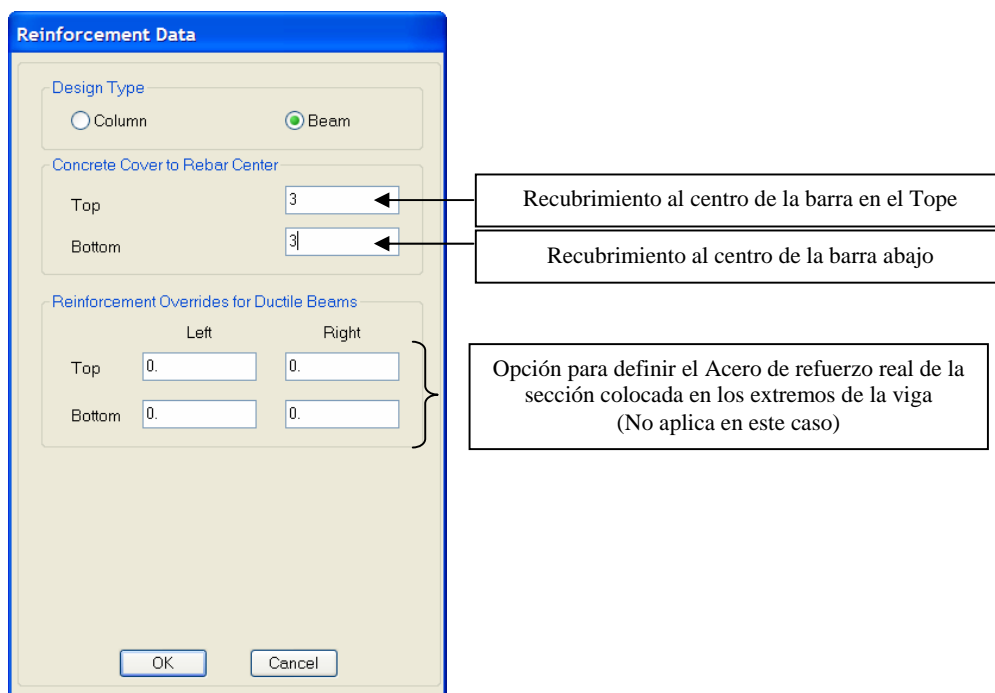 Reinforcement Data
Design Type
Column Beam
Concrete Cover to Rebar Center
Top 3
Recubrimiento al centro de la barra en el Tope
Bottom 3
Recubrimiento al centro de la barra abajo
Reinforcement Overrides for Ductile Beams
Left Right
Top 0. 0.
Bottom 0. 0.
Opción para definir el Acero de refuerzo real de la
sección colocada en los extremos de la viga
(No aplica en este caso)
OK Cancel